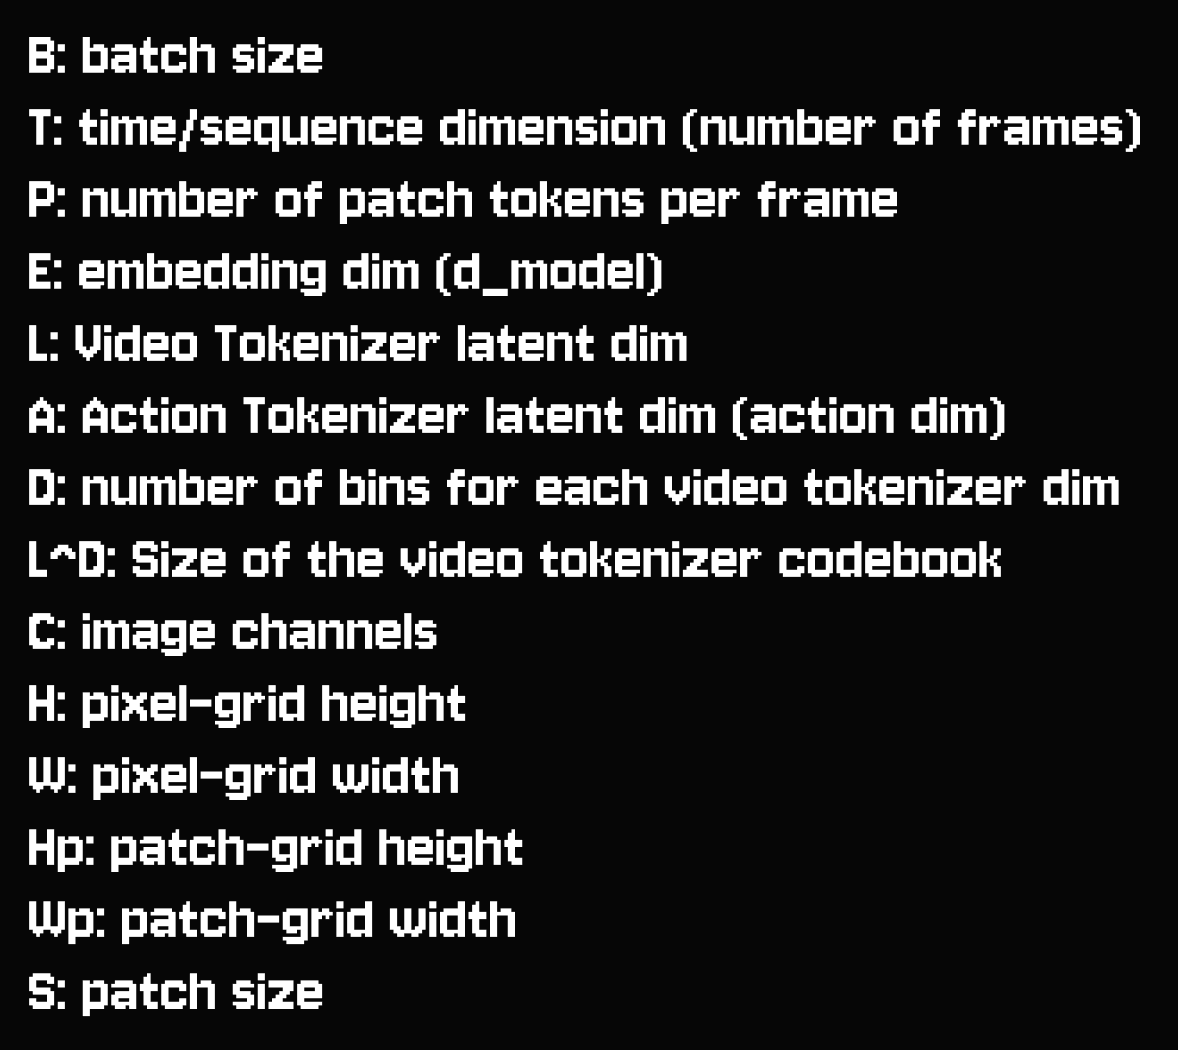 B: batch size
T: time/sequence dimension (number of frames)
P: number of patch tokens per frame
E: embedding dim (d_model)
L: Video Tokenizer latent dim
A: Action Tokenizer latent dim (action dim)
D: number of bins for each video tokenizer dim
L^D: Size of the video tokenizer codebook
C: image channels
H: pixel-grid height
W: pixel-grid width
Hp: patch-grid height
Wp: patch-grid width
S: patch size